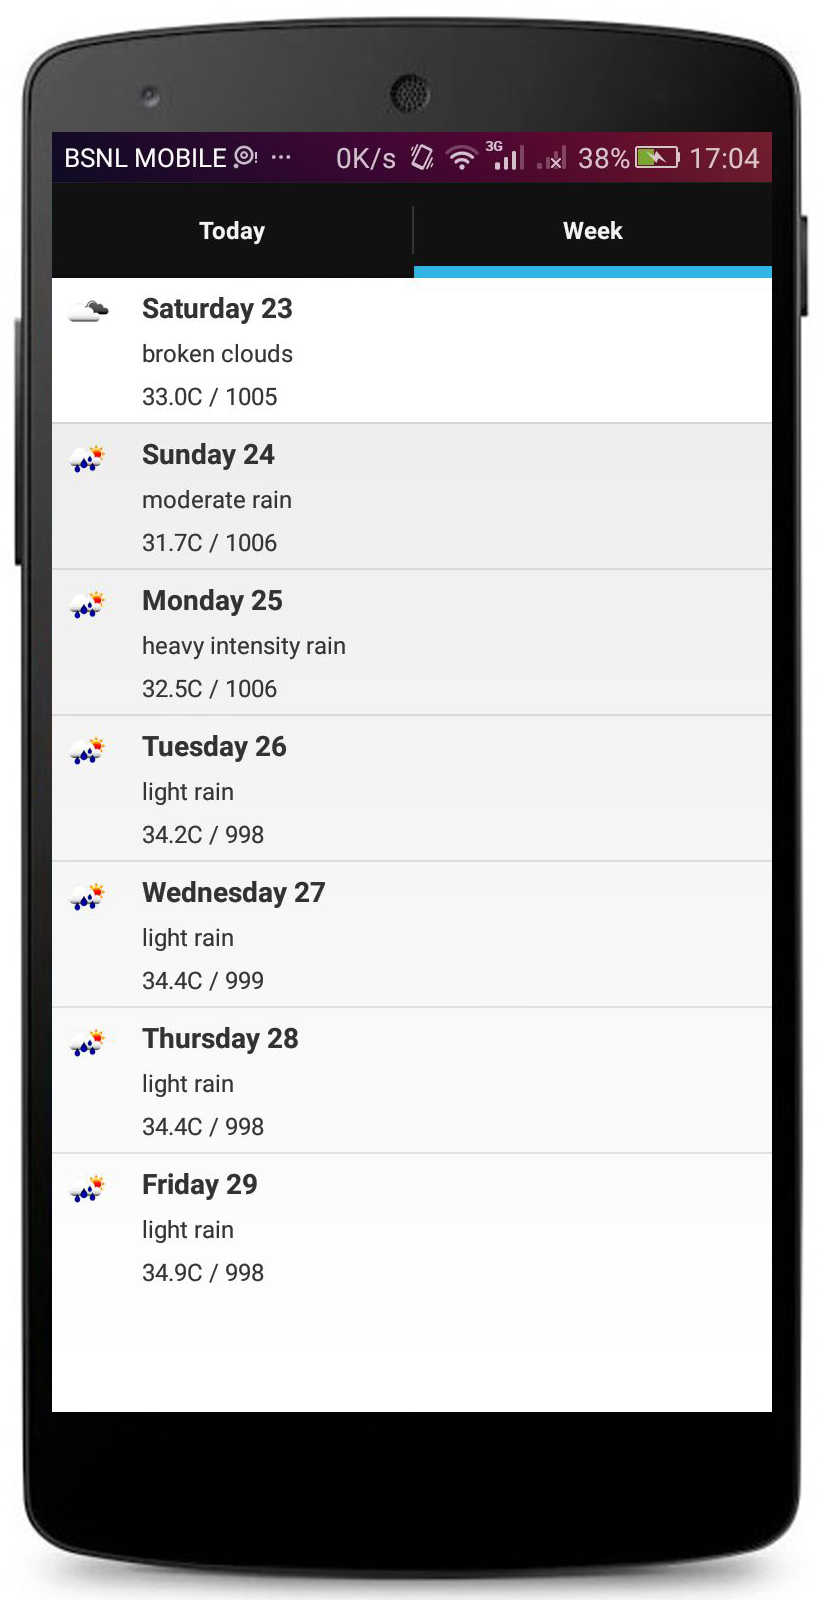 BSNL MOBILE ! ... 0K/s 3G 38% 17:04
Today Week
Saturday 23
broken clouds
33.0C / 1005
Sunday 24
moderate rain
31.7C / 1006
Monday 25
heavy intensity rain
32.5C / 1006
Tuesday 26
light rain
34.2C / 998
Wednesday 27
light rain
34.4C / 999
Thursday 28
light rain
34.4C / 998
Friday 29
light rain
34.9C / 998